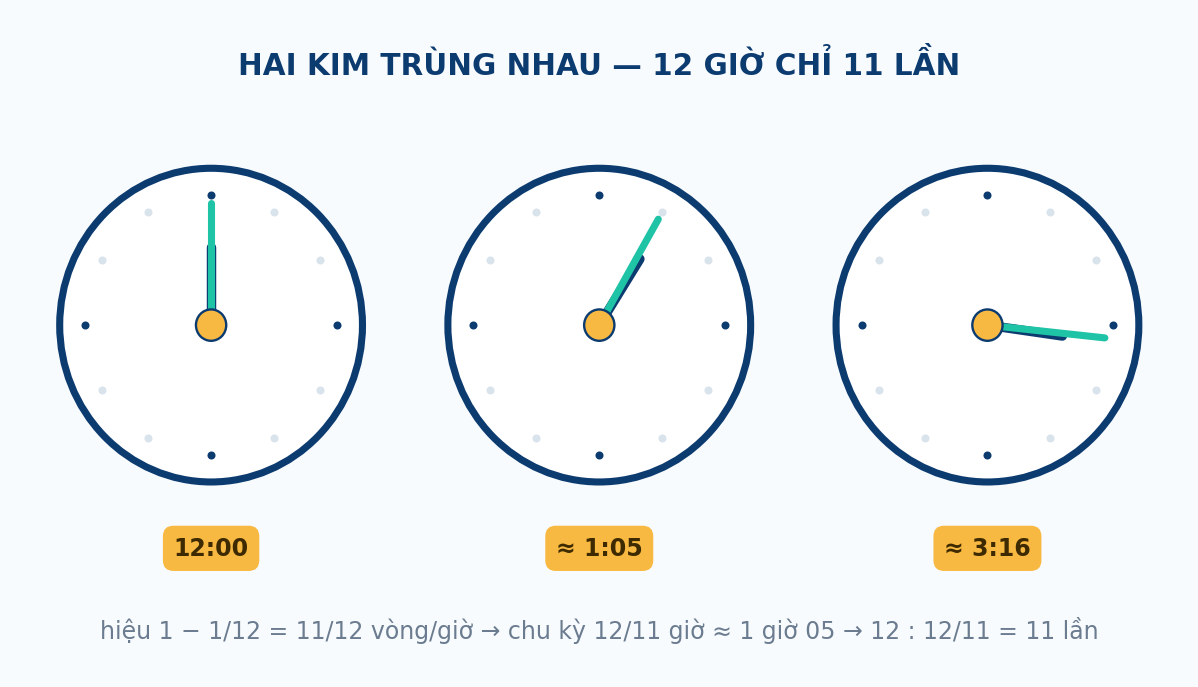 HAI KIM TRÙNG NHAU — 12 GIỜ CHỈ 11 LẦN
12:00
≈ 1:05
≈ 3:16
hiệu 1 − 1/12 = 11/12 vòng/giờ → chu kỳ 12/11 giờ ≈ 1 giờ 05 → 12 : 12/11 = 11 lần